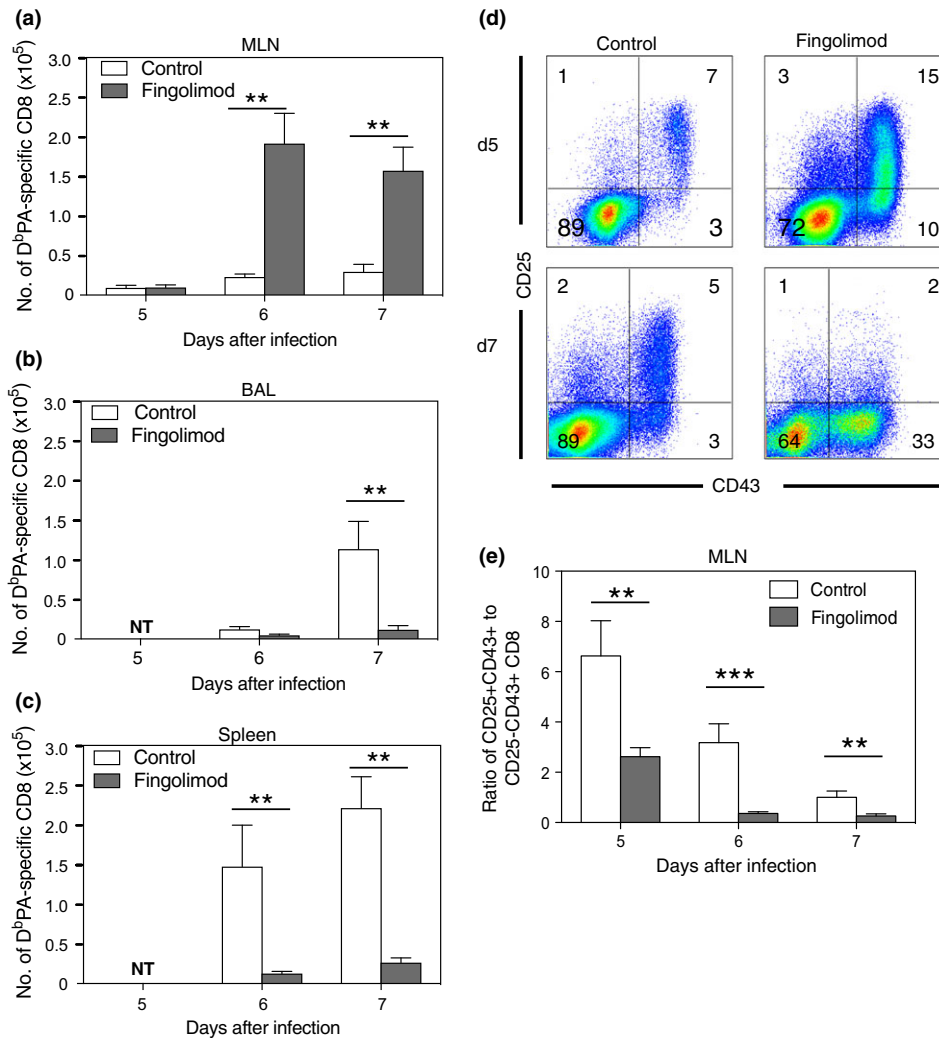 (a)
MLN
No. of DᵇPA-specific CD8 (x10⁵)
3.0
2.5
2.0
1.5
1.0
0.5
0
Control
Fingolimod
**
**
5
6
7
Days after infection
(b)
BAL
No. of DᵇPA-specific CD8 (x10⁵)
3.0
2.5
2.0
1.5
1.0
0.5
0
Control
Fingolimod
**
NT
5
6
7
Days after infection
(c)
Spleen
No. of DᵇPA-specific CD8 (x10⁵)
3.0
2.5
2.0
1.5
1.0
0.5
0
Control
Fingolimod
**
**
NT
5
6
7
Days after infection
(d)
Control
Fingolimod
CD25
d5
1
7
89
3
3
15
72
10
d7
2
5
89
3
1
2
64
33
CD43
(e)
MLN
Ratio of CD25+CD43+ to
CD25-CD43+ CD8
10
8
6
4
2
0
Control
Fingolimod
**
***
**
5
6
7
Days after infection